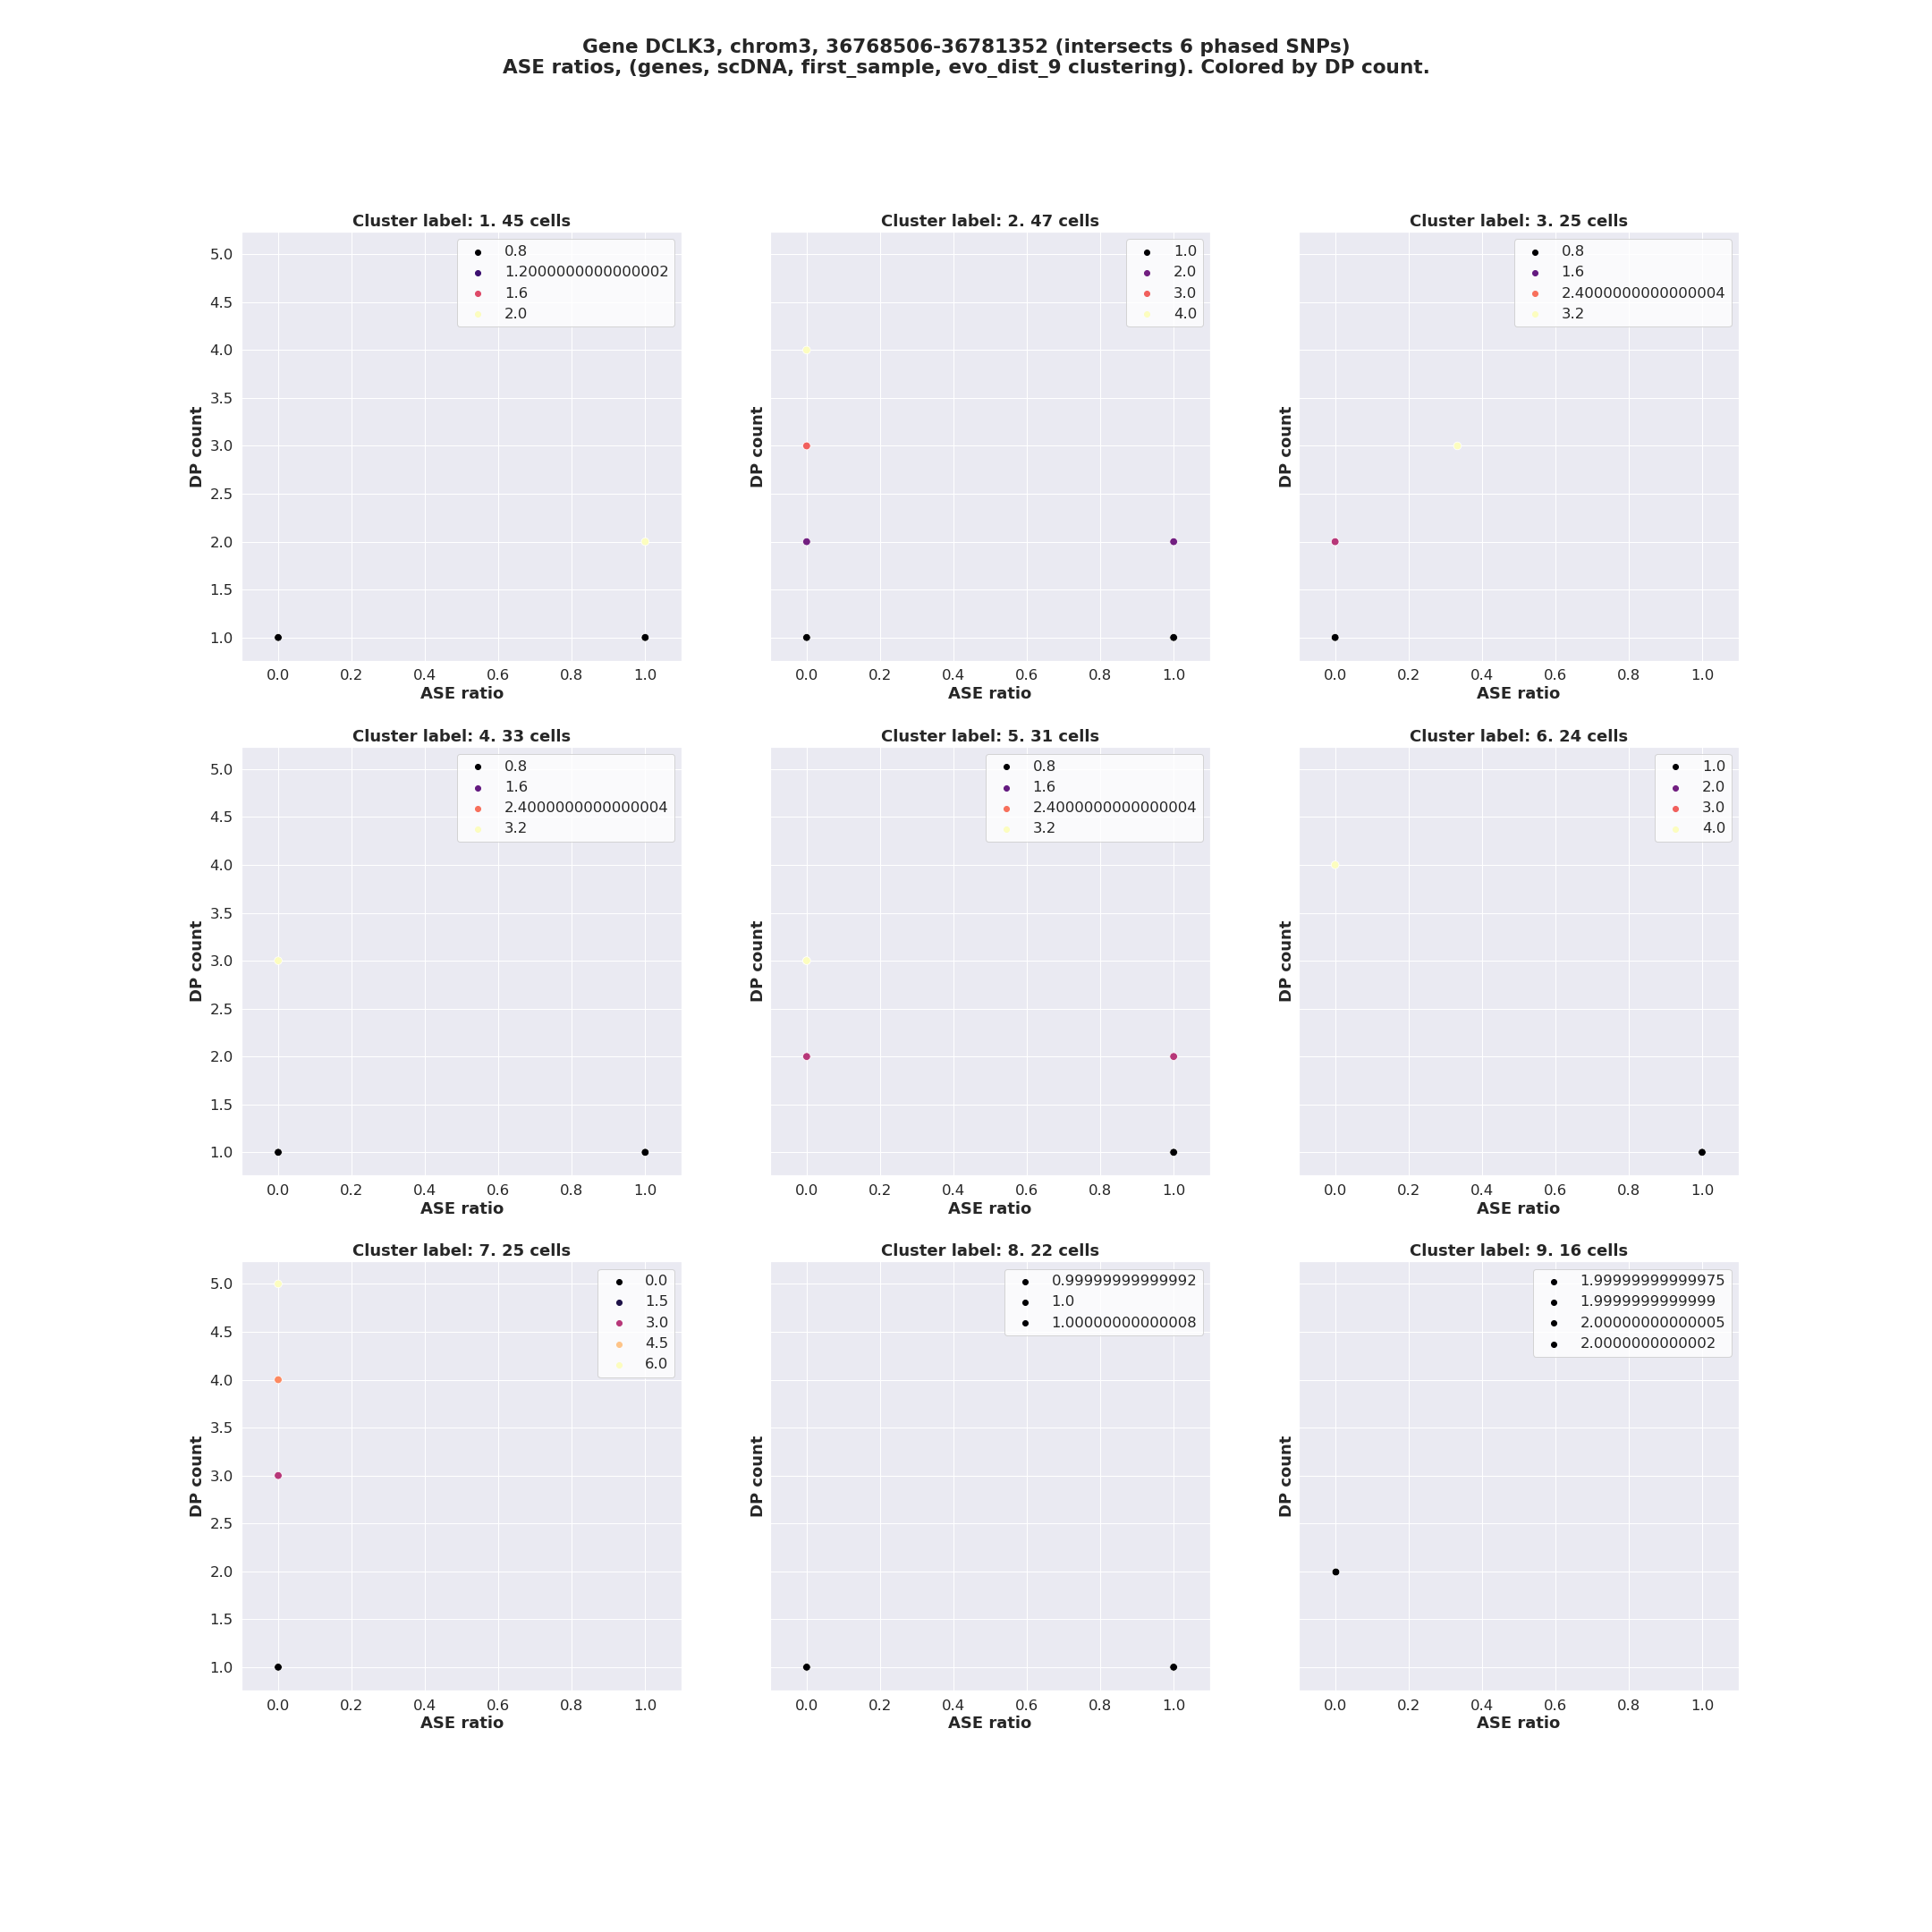 Gene DCLK3, chrom3, 36768506-36781352 (intersects 6 phased SNPs)
ASE ratios, (genes, scDNA, first_sample, evo_dist_9 clustering). Colored by DP count.
Cluster label: 1. 45 cells
0.8
1.2000000000000002
1.6
2.0
5.0
4.5
4.0
3.5
3.0
2.5
2.0
1.5
1.0
DP count
0.0 0.2 0.4 0.6 0.8 1.0
ASE ratio
Cluster label: 2. 47 cells
1.0
2.0
3.0
4.0
DP count
0.0 0.2 0.4 0.6 0.8 1.0
ASE ratio
Cluster label: 3. 25 cells
0.8
1.6
2.4000000000000004
3.2
DP count
0.0 0.2 0.4 0.6 0.8 1.0
ASE ratio
Cluster label: 4. 33 cells
0.8
1.6
2.4000000000000004
3.2
5.0
4.5
4.0
3.5
3.0
2.5
2.0
1.5
1.0
DP count
0.0 0.2 0.4 0.6 0.8 1.0
ASE ratio
Cluster label: 5. 31 cells
0.8
1.6
2.4000000000000004
3.2
DP count
0.0 0.2 0.4 0.6 0.8 1.0
ASE ratio
Cluster label: 6. 24 cells
1.0
2.0
3.0
4.0
DP count
0.0 0.2 0.4 0.6 0.8 1.0
ASE ratio
Cluster label: 7. 25 cells
0.0
1.5
3.0
4.5
6.0
5.0
4.5
4.0
3.5
3.0
2.5
2.0
1.5
1.0
DP count
0.0 0.2 0.4 0.6 0.8 1.0
ASE ratio
Cluster label: 8. 22 cells
0.99999999999992
1.0
1.00000000000008
DP count
0.0 0.2 0.4 0.6 0.8 1.0
ASE ratio
Cluster label: 9. 16 cells
1.99999999999975
1.9999999999999
2.00000000000005
2.0000000000002
DP count
0.0 0.2 0.4 0.6 0.8 1.0
ASE ratio